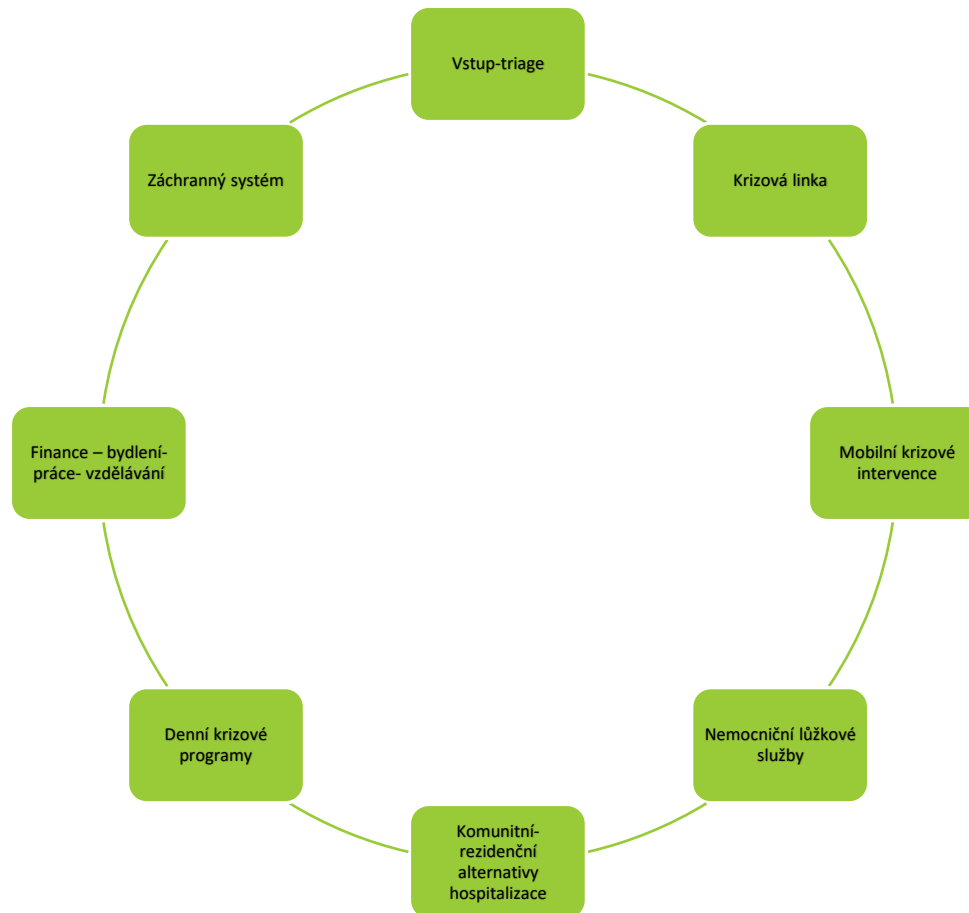 Vstup-triage
Krizová linka
Mobilní krizové
intervence
Nemocniční lůžkové
služby
Komunitní-
rezidenční
alternativy
hospitalizace
Denní krizové
programy
Finance – bydlení-
práce- vzdělávání
Záchranný systém